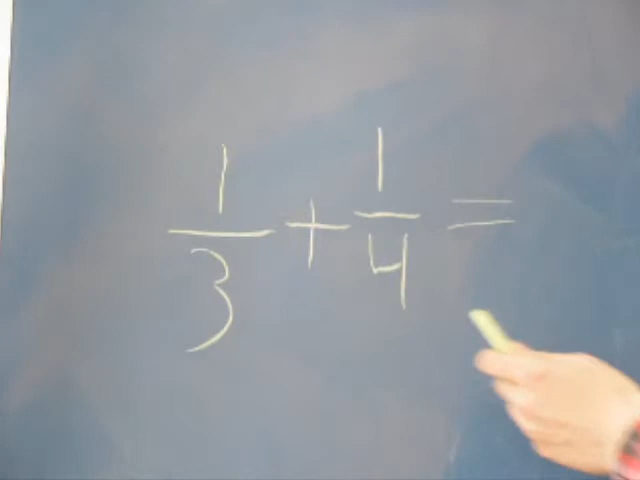 1/3 + 1/4 =